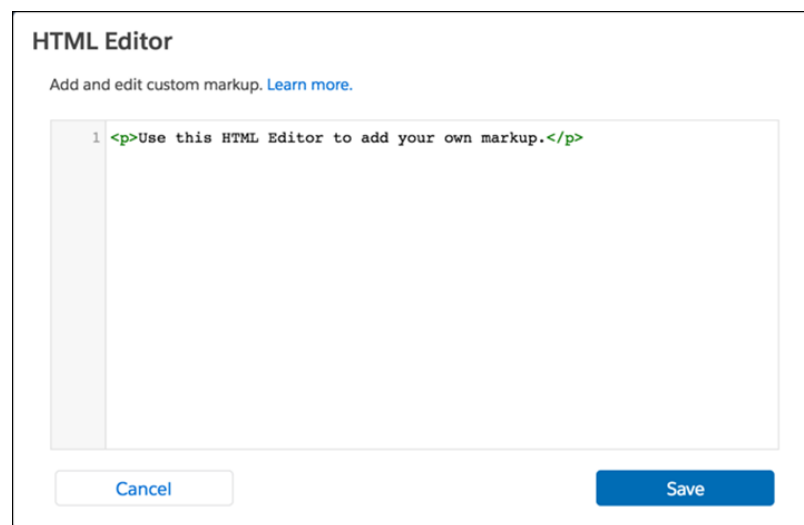 HTML Editor
Add and edit custom markup. Learn more.
1 <p>Use this HTML Editor to add your own markup.</p>
Cancel Save